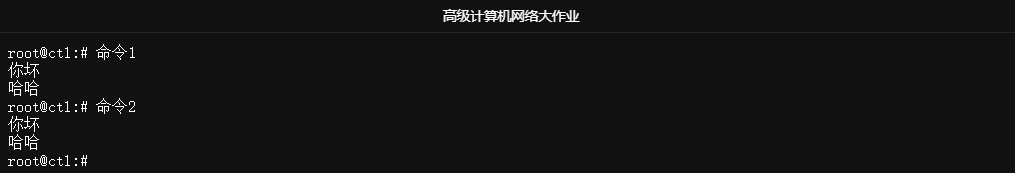 高级计算机网络大作业
root@ctl:# 命令1
你坏
哈哈
root@ctl:# 命令2
你坏
哈哈
root@ctl:#